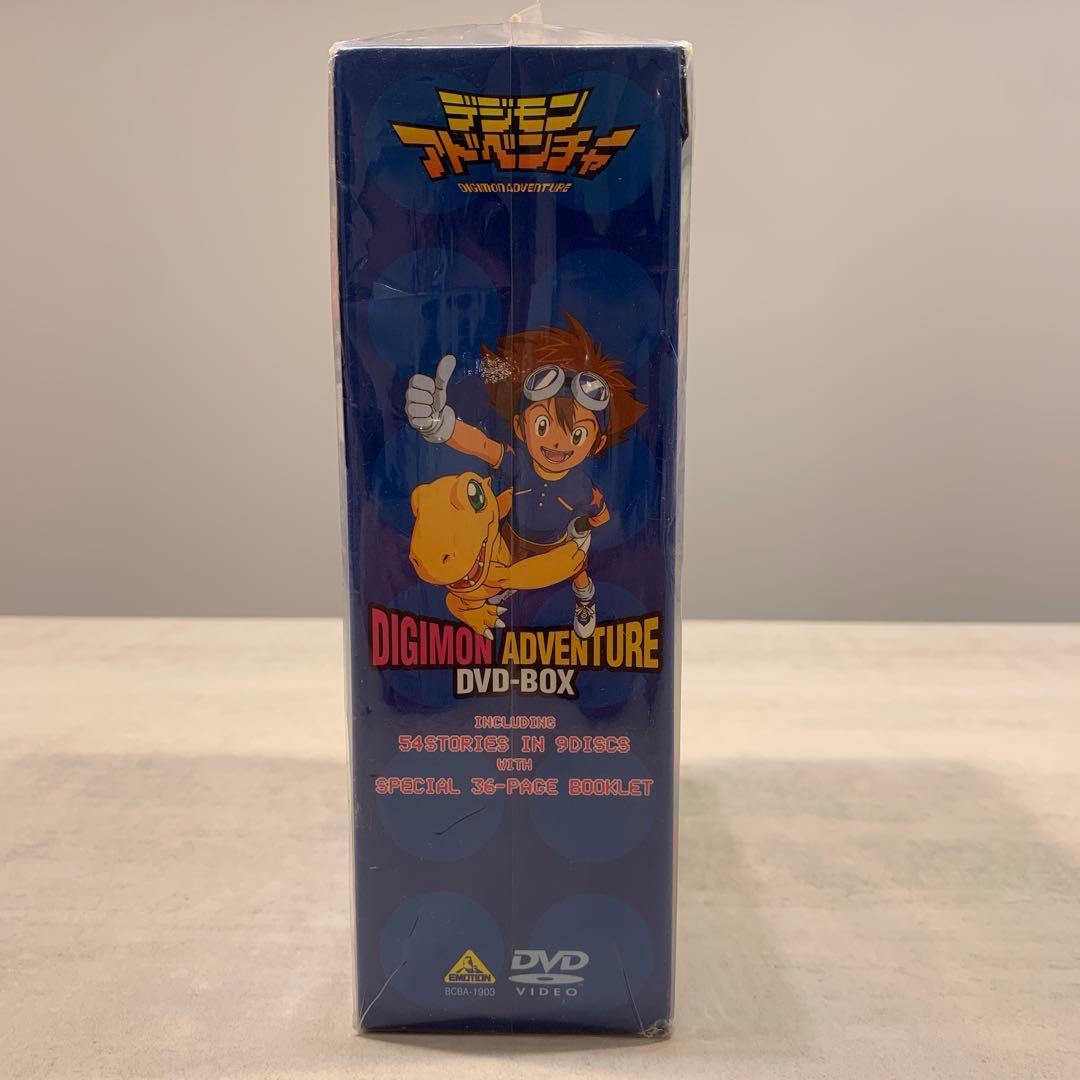 デジモン
アドベンチャー
DIGIMON ADVENTURE
DIGIMON ADVENTURE
DVD-BOX
INCLUDING
54STORIES IN 9DISCS
WITH
SPECIAL 36-PAGE BOOKLET
EMOTION
BCBA-1903
DVD
VIDEO